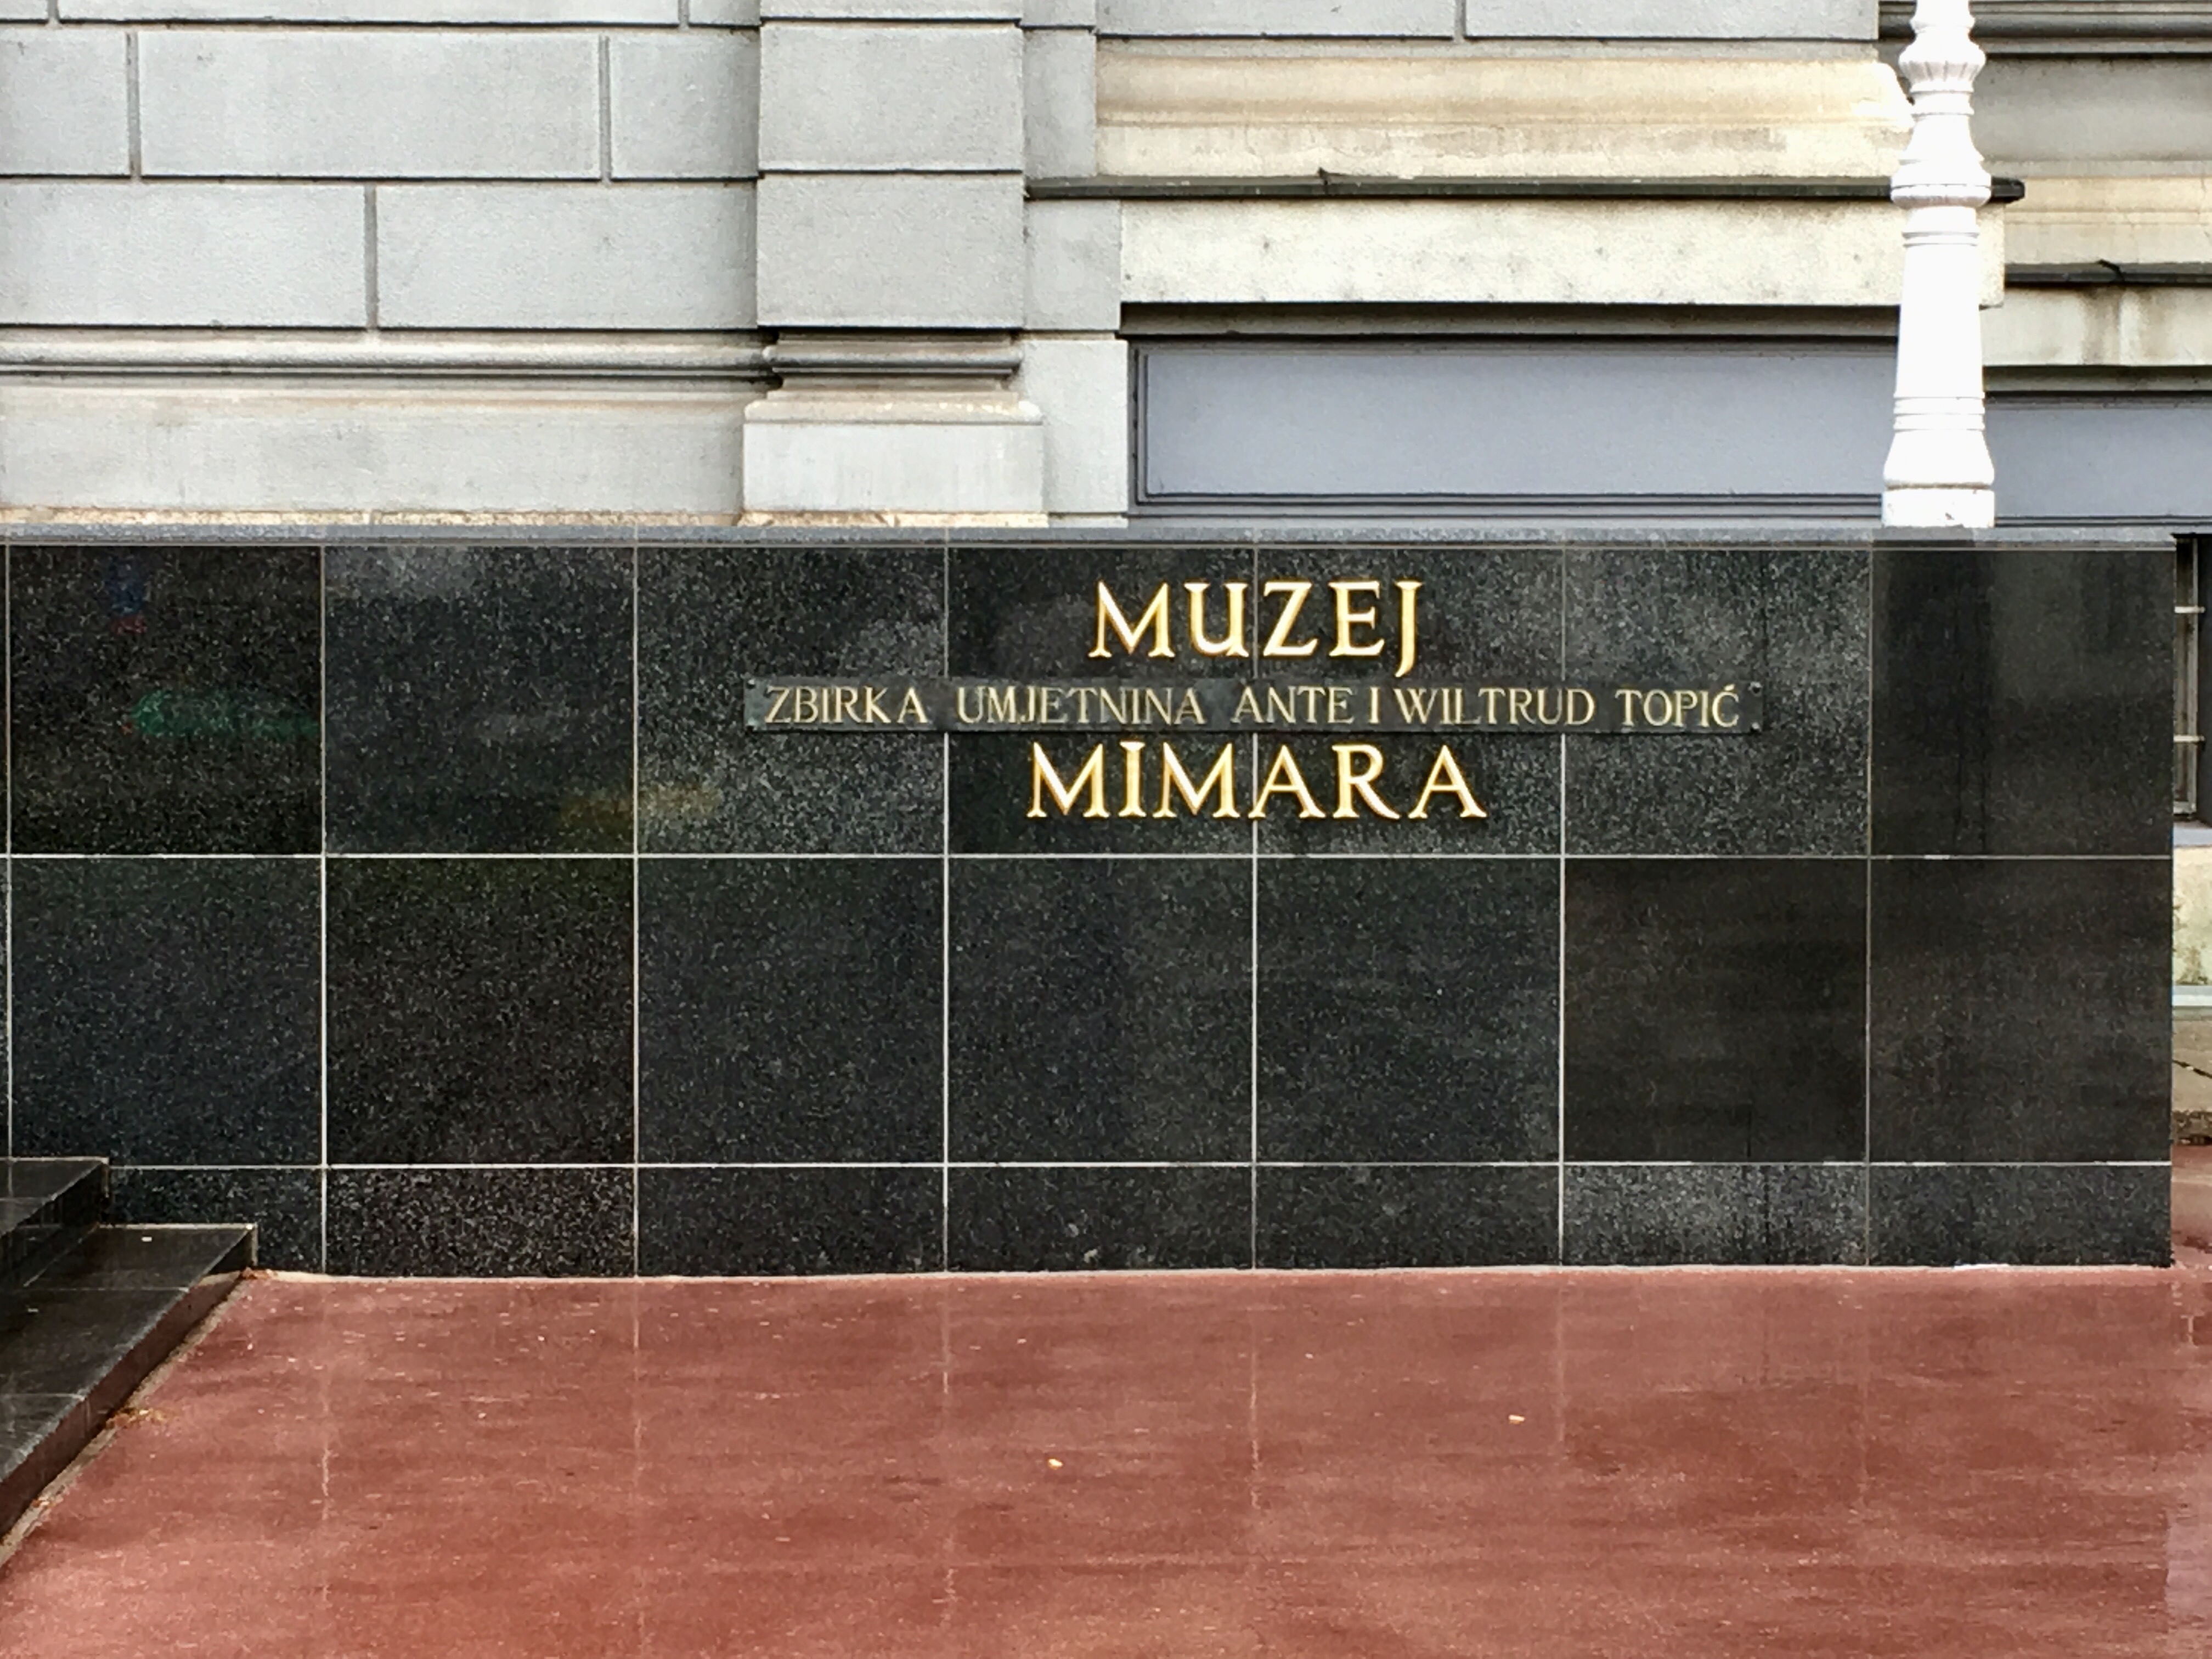 MUZEJ
ZBIRKA UMJETNINA ANTE I WILTRUD TOPIĆ
MIMARA